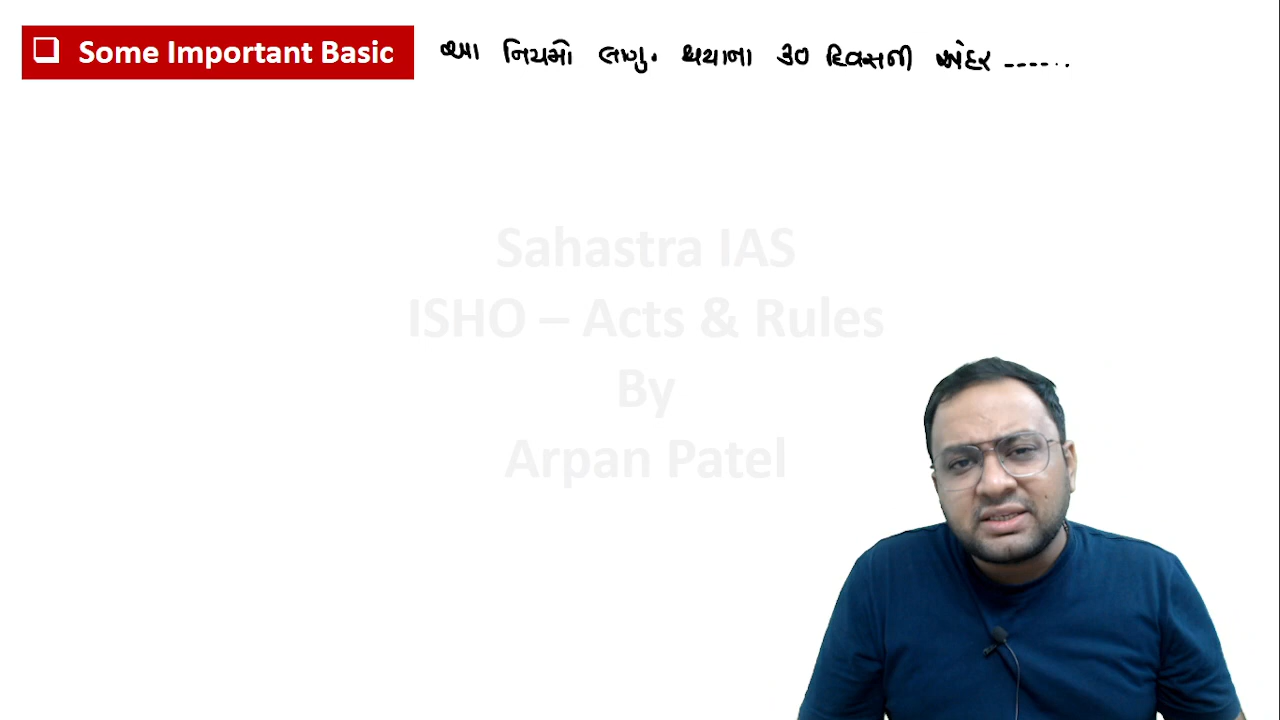 Some Important Basic આ નિયમો લાગુ થયાના ૩૦ દિવસની અંદર ------..
Sahastra IAS
ISHO – Acts & Rules
By
Arpan Patel